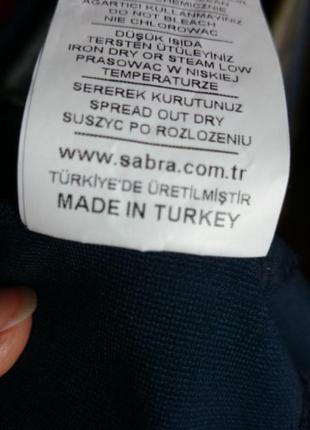 CHEMICZNIE
AGARTICI KULLANMAYINIZ
DO NOT BLEACH
NIE CHLOROWAC
DÜŞÜK ISIDA
TERSTEN ÜTÜLEYİNİZ
IRON DRY OR STEAM LOW
PRASOWAC W NISKIEJ
TEMPERATURZE
SEREREK KURUTUNUZ
SPREAD OUT DRY
SUSZYC PO ROZLOZENIU
www.sabra.com.tr
TÜRKİYE'DE ÜRETİLMİŞTİR
MADE IN TURKEY